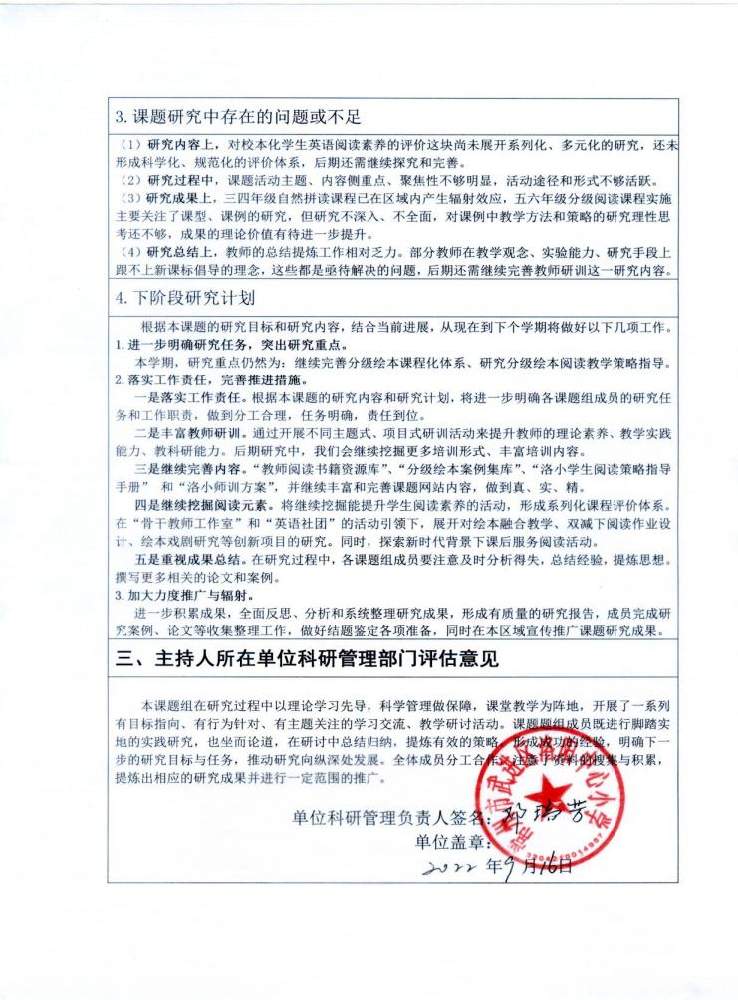 3.课题研究中存在的问题或不足
（1）研究内容上，对校本化学生英语阅读素养的评价这块尚未展开系列化、多元化的研究，还未
形成科学化、规范化的评价体系，后期还需继续探究和完善。
（2）研究过程中，课题活动主题、内容侧重点、聚焦性不够明显，活动途径和形式不够活跃。
（3）研究成果上，三四年级自然拼读课程已在区域内产生辐射效应，五六年级分级阅读课程实施
主要关注了课型、课例的研究，但研究不深入、不全面，对课例中教学方法和策略的研究理性思
考还不够，成果的理论价值有待进一步提升。
（4）研究总结上，教师的总结提炼工作相对乏力。部分教师在教学观念、实验能力、研究手段上
跟不上新课标倡导的理念，这些都是亟待解决的问题，后期还需继续完善教师研训这一研究内容。
4.下阶段研究计划
根据本课题的研究目标和研究内容，结合当前进展，从现在到下个学期将做好以下几项工作。
1.进一步明确研究任务，突出研究重点。
本学期，研究重点仍然为：继续完善分级绘本课程化体系、研究分级绘本阅读教学策略指导。
2.落实工作责任，完善推进措施。
一是落实工作责任。根据本课题的研究内容和研究计划，将进一步明确各课题组成员的研究任
务和工作职责，做到分工合理，任务明确，责任到位。
二是丰富教师研训。通过开展不同主题式、项目式研训活动来提升教师的理论素养、教学实践
能力、教科研能力。后期研究中，我们会继续挖掘更多培训形式、丰富培训内容。
三是继续完善内容。“教师阅读书籍资源库”、“分级绘本案例集库”、“洛小学生阅读策略指导
手册” 和“洛小师训方案”，并继续丰富和完善课题网站内容，做到真、实、精。
四是继续挖掘阅读元素。将继续挖掘能提升学生阅读素养的活动，形成系列化课程评价体系。
在“骨干教师工作室”和“英语社团”的活动引领下，展开对绘本融合教学、双减下阅读作业设
计、绘本戏剧研究等创新项目的研究。同时，探索新时代背景下课后服务阅读活动。
五是重视成果总结。在研究过程中，各课题组成员要注意及时分析得失，总结经验，提炼思想。
撰写更多相关的论文和案例。
3.加大力度推广与辐射。
进一步积累成果，全面反思、分析和系统整理研究成果，形成有质量的研究报告，成员完成研
究案例、论文等收集整理工作，做好结题鉴定各项准备，同时在本区域宣传推广课题研究成果。
三、主持人所在单位科研管理部门评估意见
本课题组在研究过程中以理论学习先导，科学管理做保障，课堂教学为阵地，开展了一系列
有目标指向、有行为针对、有主题关注的学习交流、教学研讨活动。课题题组成员既进行脚踏实
地的实践研究，也坐而论道，在研讨中总结归纳，提炼有效的策略，形成成功的经验，明确下一
步的研究目标与任务，推动研究向纵深处发展。全体成员分工合作，注意了资料的搜集与积累，
提炼出相应的研究成果并进行一定范围的推广。
单位科研管理负责人签名：
单位盖章：
2022 年9月16日
常州市武进区洛阳中心小学